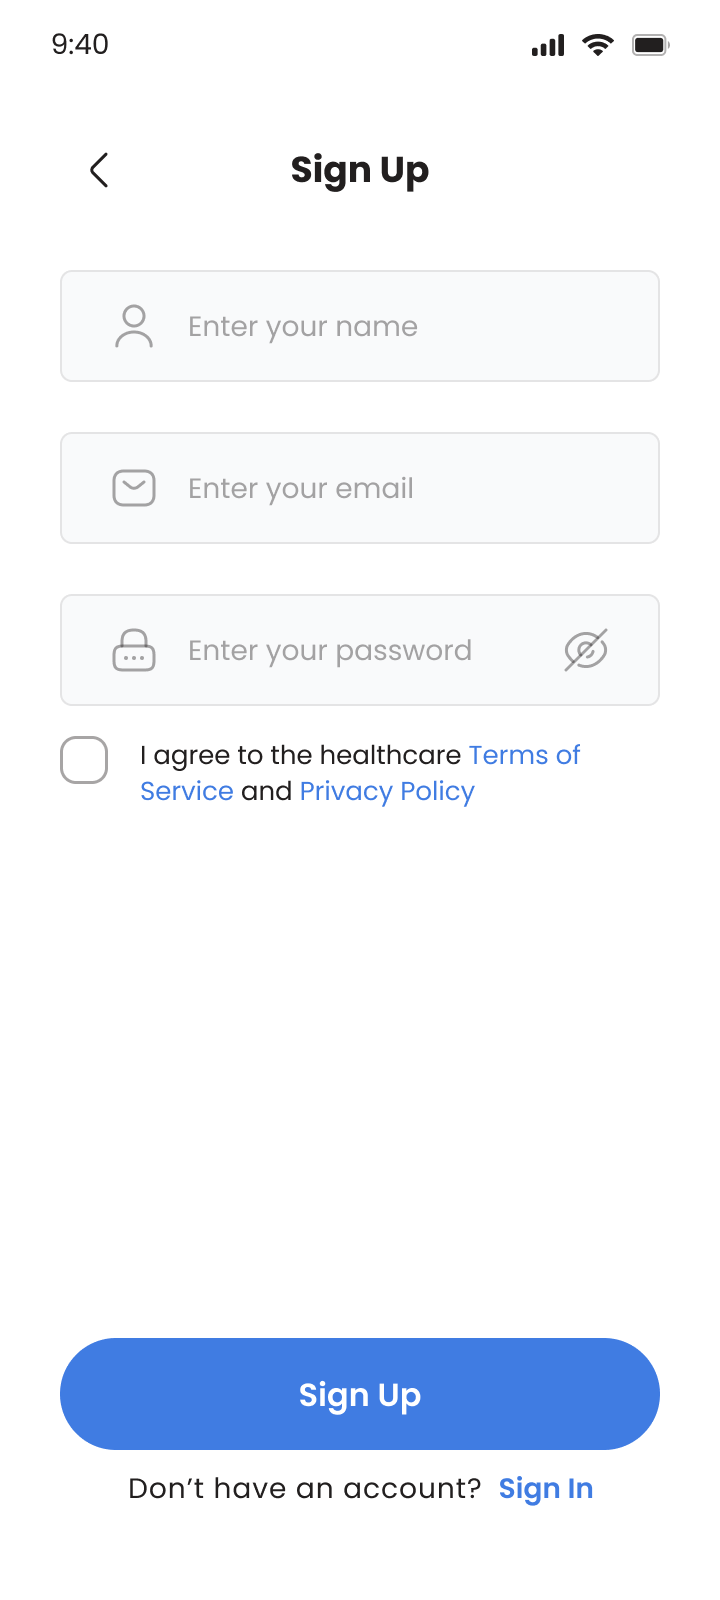 9:40
Sign Up
Enter your name
Enter your email
Enter your password
I agree to the healthcare Terms of
Service and Privacy Policy
Sign Up
Don’t have an account? Sign In